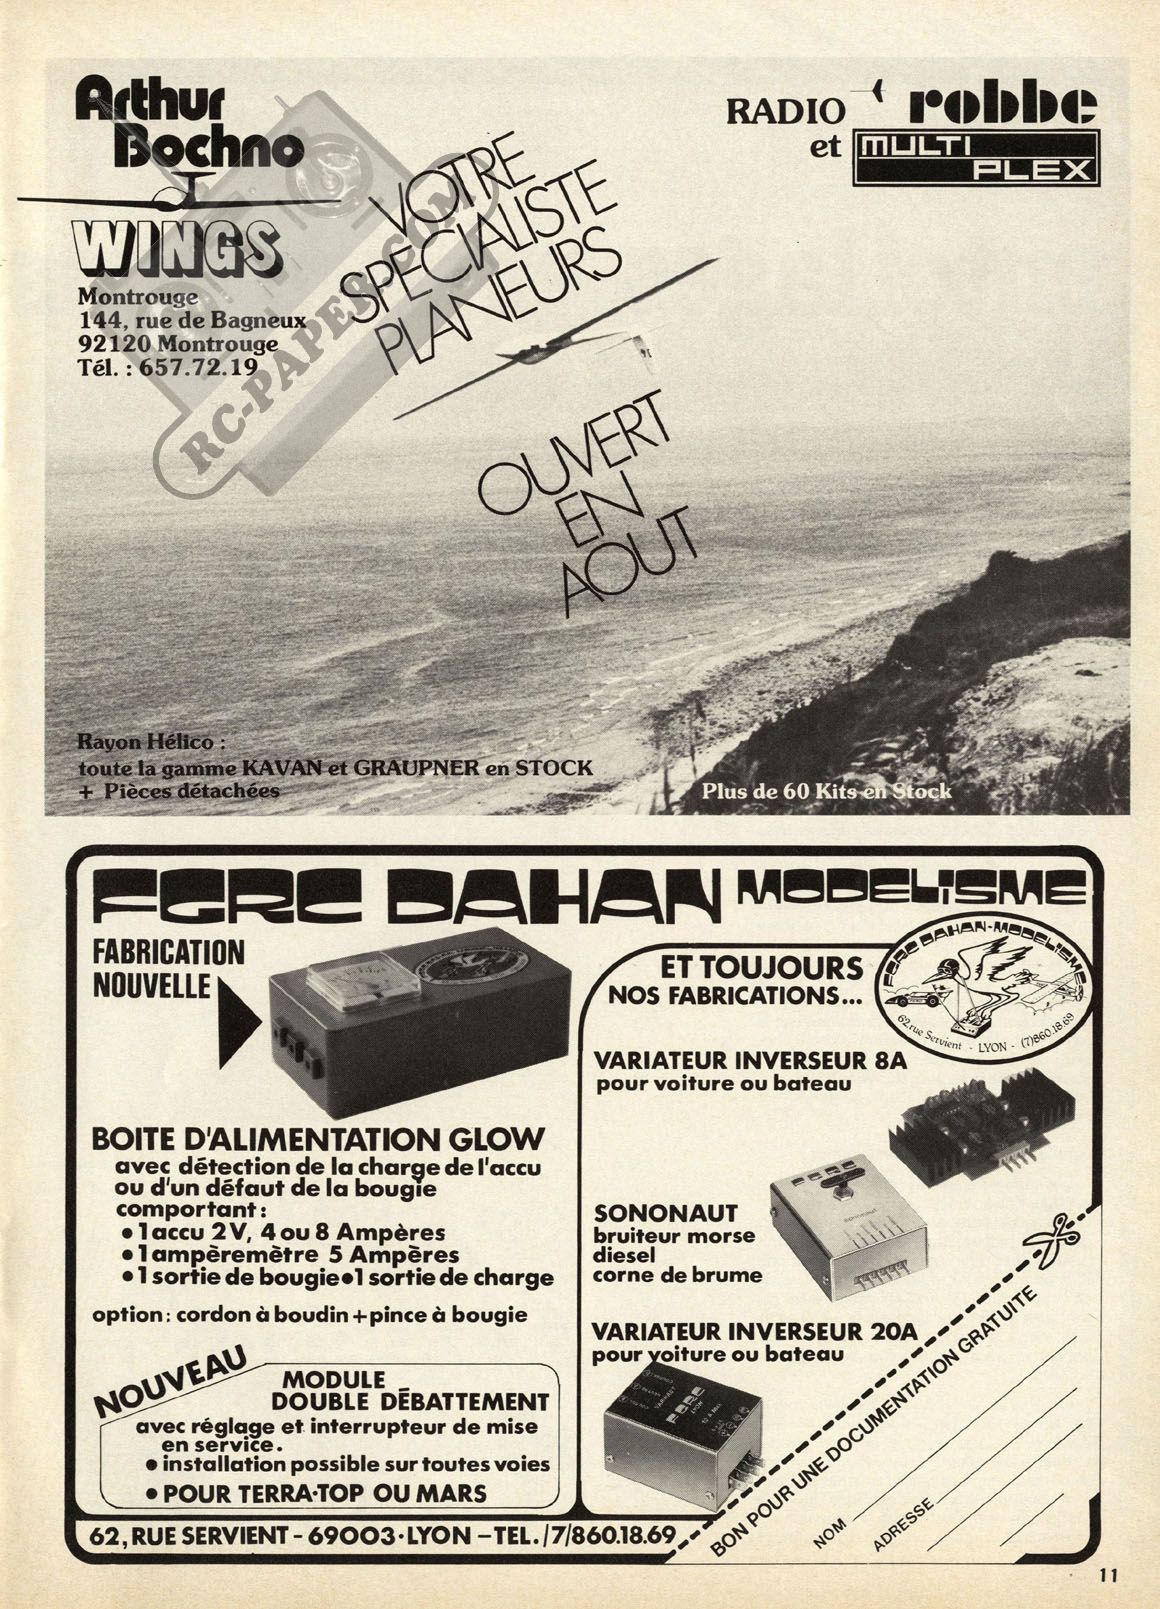 Arthur
Bochno
WINGS
Montrouge
144, rue de Bagneux
92120 Montrouge
Tél. : 657.72.19
RC-PAPER.COM
VOTRE
SPECIALISTE
PLANEURS
RADIO robbe
et MULTI
PLEX
OUVERT
EN
AOUT
Rayon Hélico :
toute la gamme KAVAN et GRAUPNER en STOCK
+ Pièces détachées
Plus de 60 Kits en Stock
FGRC DAHAN MODELiSME
FABRICATION
NOUVELLE
BOITE D'ALIMENTATION GLOW
avec détection de la charge de l'accu
ou d'un défaut de la bougie
comportant :
• 1 accu 2 V, 4 ou 8 Ampères
• 1 ampèremètre 5 Ampères
• 1 sortie de bougie • 1 sortie de charge
option : cordon à boudin + pince à bougie
NOUVEAU
MODULE
DOUBLE DÉBATTEMENT
avec réglage et interrupteur de mise
en service.
• installation possible sur toutes voies
• POUR TERRA·TOP OU MARS
ET TOUJOURS
NOS FABRICATIONS...
FGRC DAHAN-MODELISME
62, rue Servient - LYON - (7)860.18.69
VARIATEUR INVERSEUR 8A
pour voiture ou bateau
SONONAUT
bruiteur morse
diesel
corne de brume
VARIATEUR INVERSEUR 20A
pour voiture ou bateau
FGRC
LYON
BON POUR UNE DOCUMENTATION GRATUITE
NOM
ADRESSE
62, RUE SERVIENT - 69003 · LYON - TEL. /7/860.18.69
11